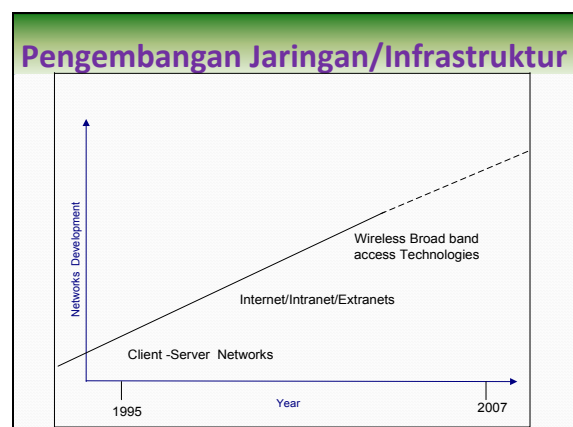 Pengembangan Jaringan/Infrastruktur
Networks Development
Wireless Broad band
access Technologies
Internet/Intranet/Extranets
Client -Server Networks
1995
Year
2007